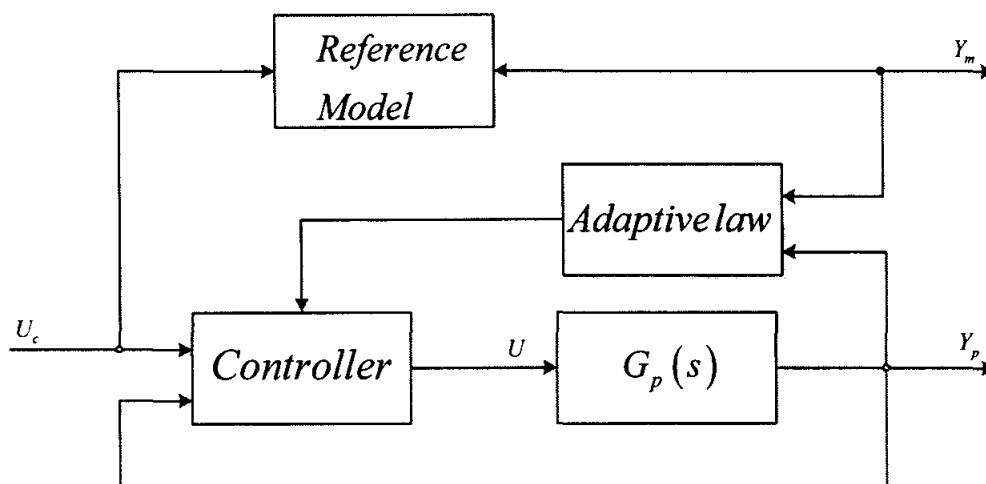 Reference
Model
Y_m
Adaptive law
U_c
Controller
U
G_p(s)
Y_p